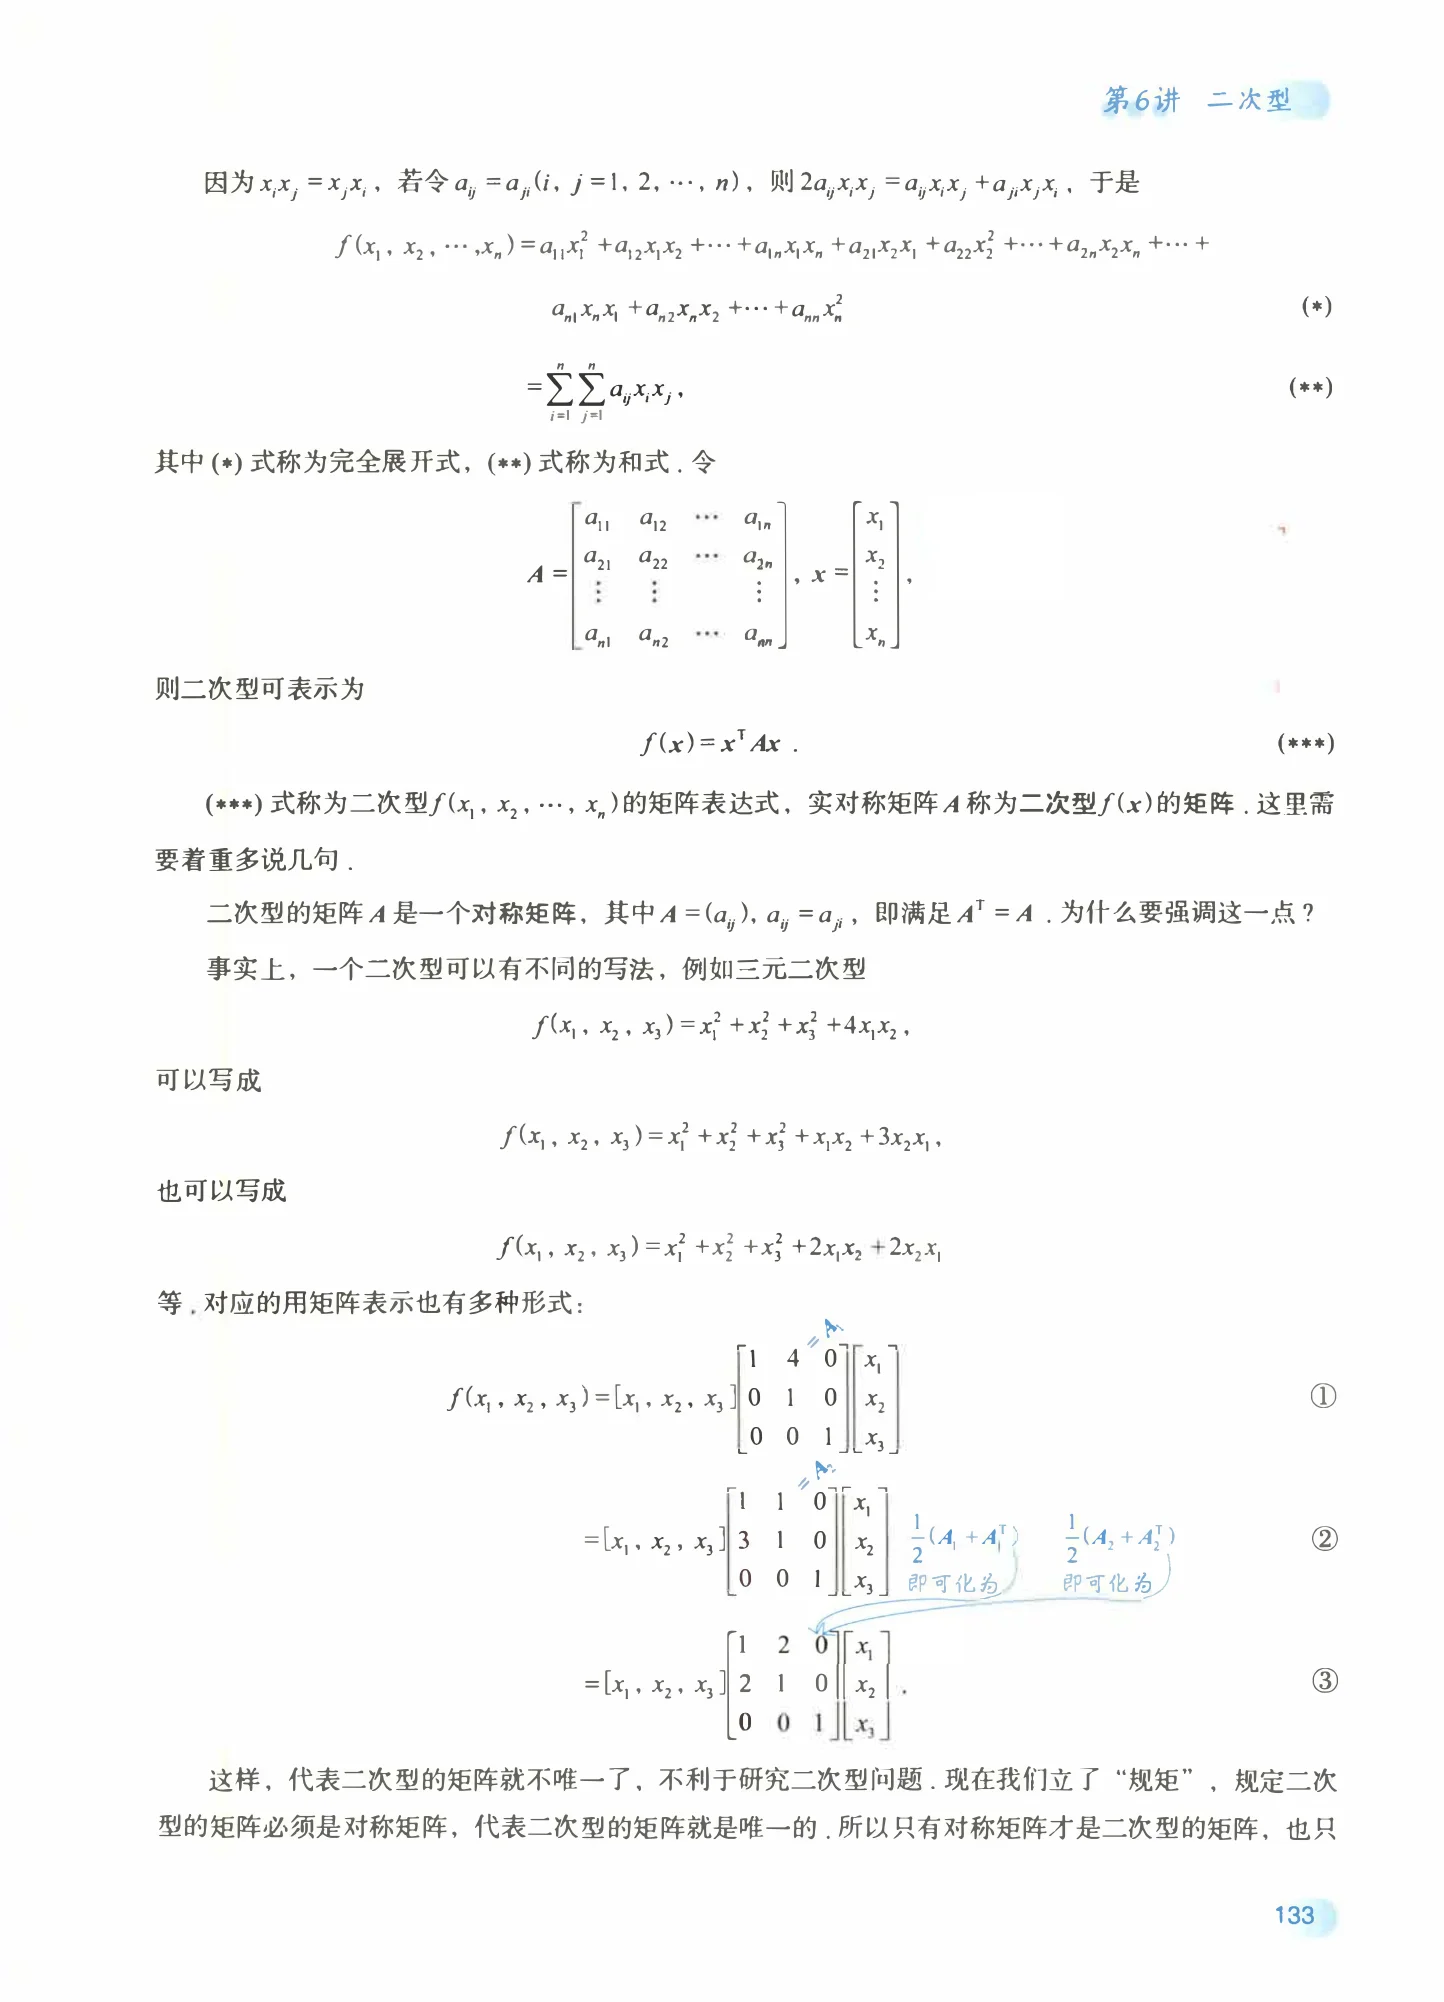 第6讲 二次型
因为 $x_i x_j = x_j x_i$，若令 $a_{ij} = a_{ji}(i, j=1, 2, \cdots, n)$，则 $2a_{ij}x_i x_j = a_{ij}x_i x_j + a_{ji}x_j x_i$，于是
$f(x_1, x_2, \cdots, x_n) = a_{11}x_1^2 + a_{12}x_1x_2 + \cdots + a_{1n}x_1x_n + a_{21}x_2x_1 + a_{22}x_2^2 + \cdots + a_{2n}x_2x_n + \cdots +$
$a_{n1}x_nx_1 + a_{n2}x_nx_2 + \cdots + a_{nn}x_n^2$ (*)
$= \sum_{i=1}^{n} \sum_{j=1}^{n} a_{ij}x_i x_j,$ (**)
其中 (*) 式称为完全展开式，(**) 式称为和式．令
$A = \begin{bmatrix} a_{11} & a_{12} & \cdots & a_{1n} \\ a_{21} & a_{22} & \cdots & a_{2n} \\ \vdots & \vdots & & \vdots \\ a_{n1} & a_{n2} & \cdots & a_{nn} \end{bmatrix}, x = \begin{bmatrix} x_1 \\ x_2 \\ \vdots \\ x_n \end{bmatrix},$
则二次型可表示为
$f(x) = x^T A x$ . (***)
(***) 式称为二次型 $f(x_1, x_2, \cdots, x_n)$ 的矩阵表达式，实对称矩阵 $A$ 称为二次型 $f(x)$ 的矩阵．这里需
要着重多说几句．
二次型的矩阵 $A$ 是一个对称矩阵，其中 $A = (a_{ij}), a_{ij} = a_{ji}$，即满足 $A^T = A$．为什么要强调这一点？
事实上，一个二次型可以有不同的写法，例如三元二次型
$f(x_1, x_2, x_3) = x_1^2 + x_2^2 + x_3^2 + 4x_1x_2,$
可以写成
$f(x_1, x_2, x_3) = x_1^2 + x_2^2 + x_3^2 + x_1x_2 + 3x_2x_1,$
也可以写成
$f(x_1, x_2, x_3) = x_1^2 + x_2^2 + x_3^2 + 2x_1x_2 + 2x_2x_1$
等．对应的用矩阵表示也有多种形式：
$= A_1$
$f(x_1, x_2, x_3) = [x_1, x_2, x_3] \begin{bmatrix} 1 & 4 & 0 \\ 0 & 1 & 0 \\ 0 & 0 & 1 \end{bmatrix} \begin{bmatrix} x_1 \\ x_2 \\ x_3 \end{bmatrix}$ ①
$= A_2$
$= [x_1, x_2, x_3] \begin{bmatrix} 1 & 1 & 0 \\ 3 & 1 & 0 \\ 0 & 0 & 1 \end{bmatrix} \begin{bmatrix} x_1 \\ x_2 \\ x_3 \end{bmatrix}$ $\frac{1}{2}(A_1 + A_1^T)$ $\frac{1}{2}(A_2 + A_2^T)$ ②
即可化为 即可化为
$= [x_1, x_2, x_3] \begin{bmatrix} 1 & 2 & 0 \\ 2 & 1 & 0 \\ 0 & 0 & 1 \end{bmatrix} \begin{bmatrix} x_1 \\ x_2 \\ x_3 \end{bmatrix}.$ ③
这样，代表二次型的矩阵就不唯一了，不利于研究二次型问题．现在我们立了“规矩”，规定二次
型的矩阵必须是对称矩阵，代表二次型的矩阵就是唯一的．所以只有对称矩阵才是二次型的矩阵，也只
133